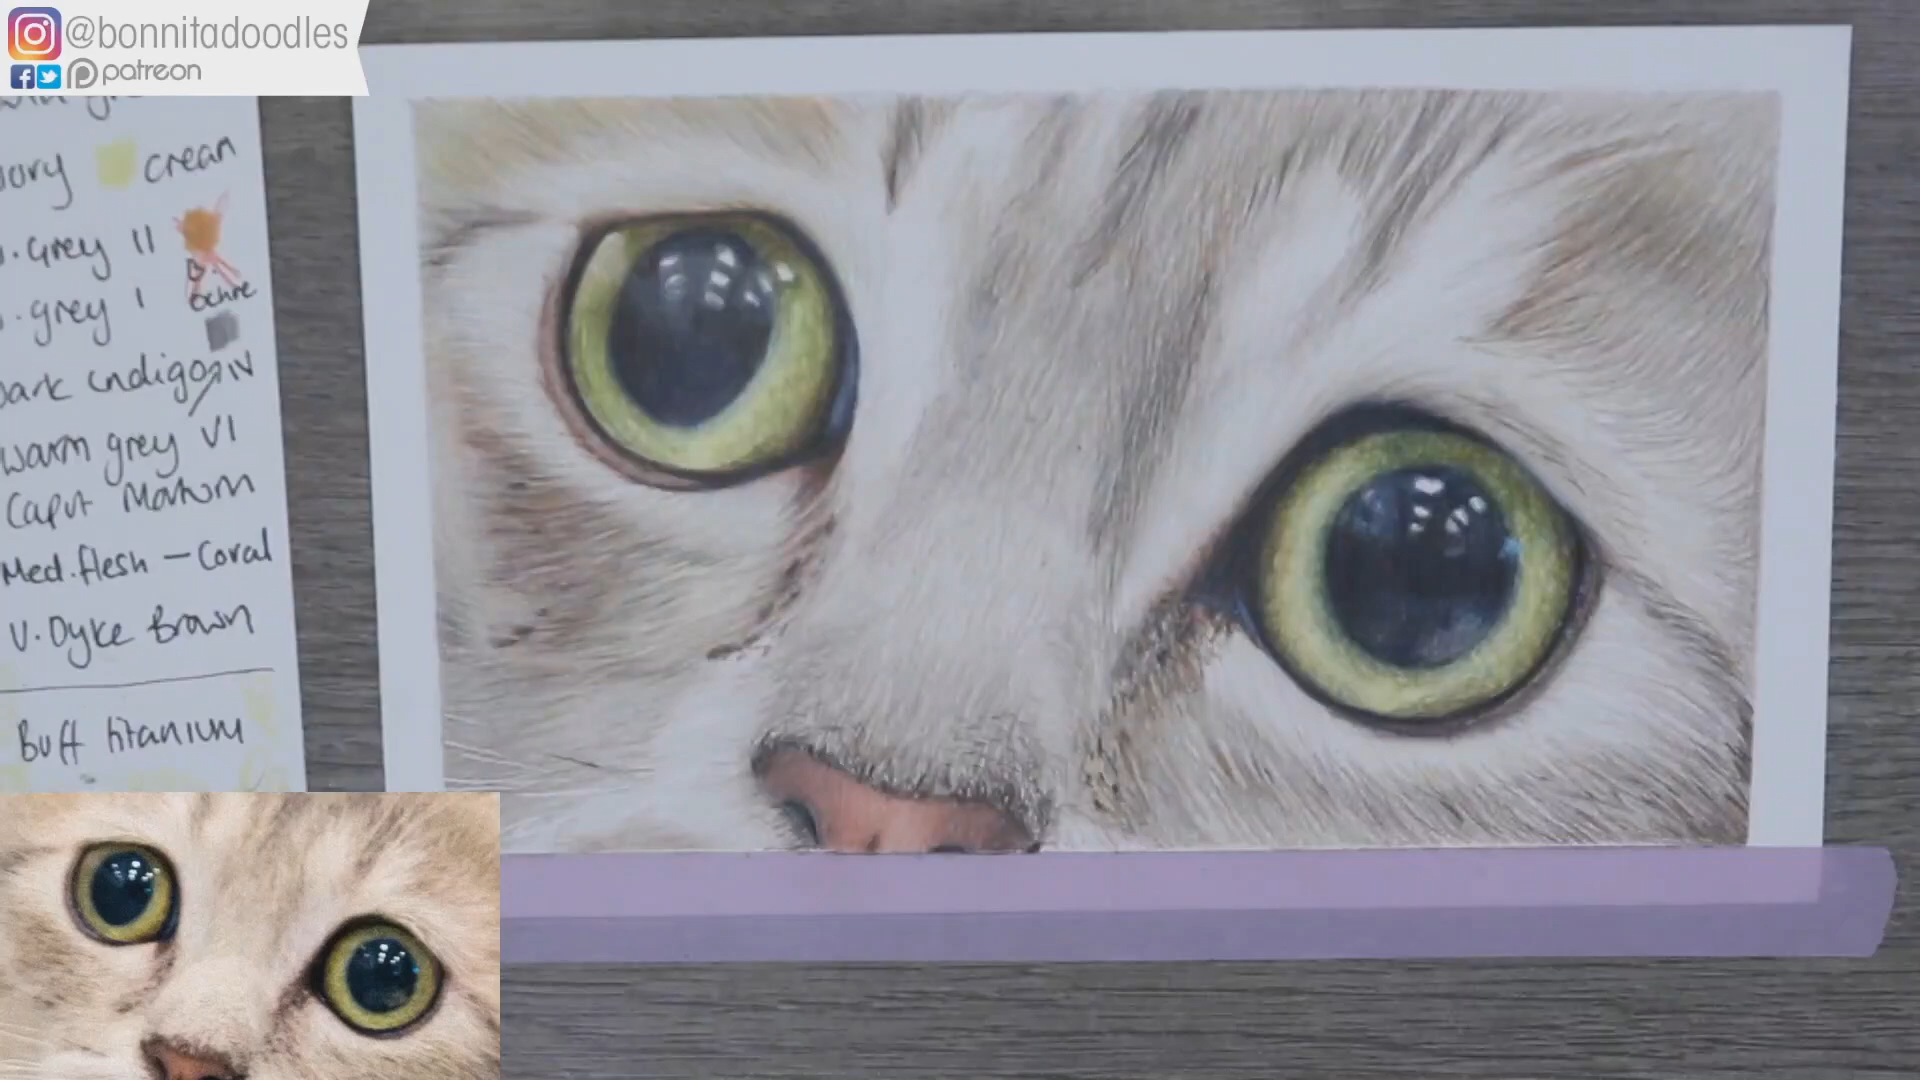 @bonnitadoodles
patreon
crean
Grey II
B.
Ochre
grey I
Dark indigo IV
warm grey VI
Caput Mortum
Med.flesh - Coral
V. Dyke Brown
Buff titanium